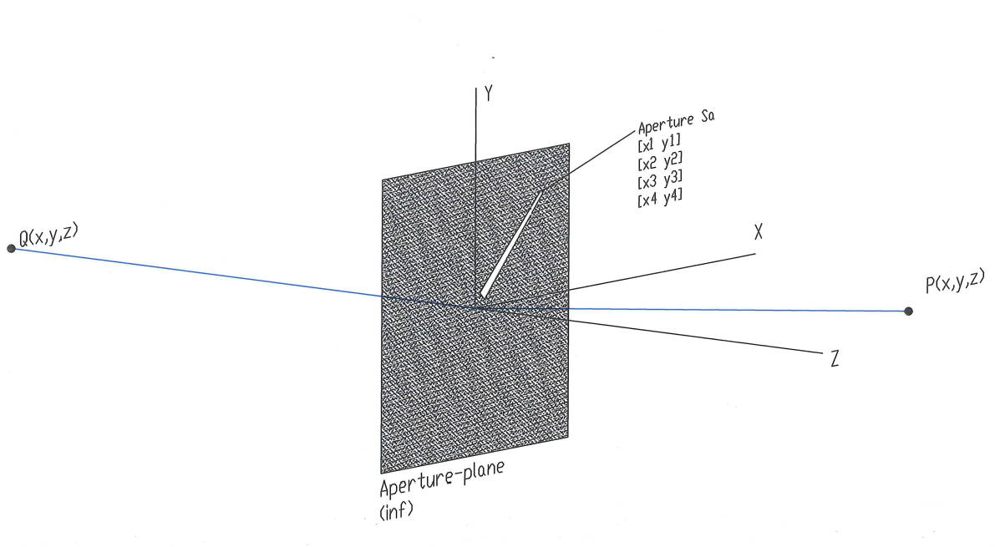 Y
Aperture Sa
[x1 y1]
[x2 y2]
[x3 y3]
[x4 y4]
Q(x,y,z)
X
P(x,y,z)
Z
Aperture-plane
(inf)